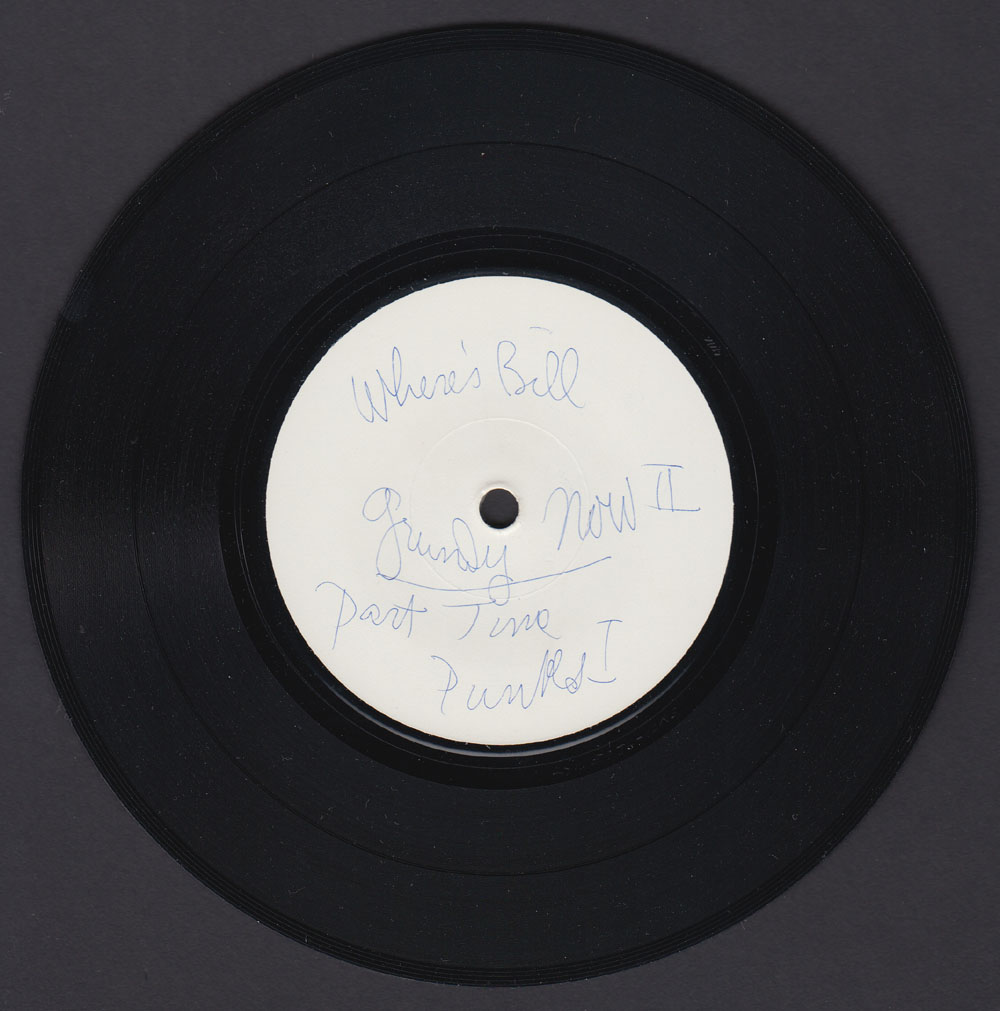 Where's Bill
Grundy Now II
Part Time
Punks I